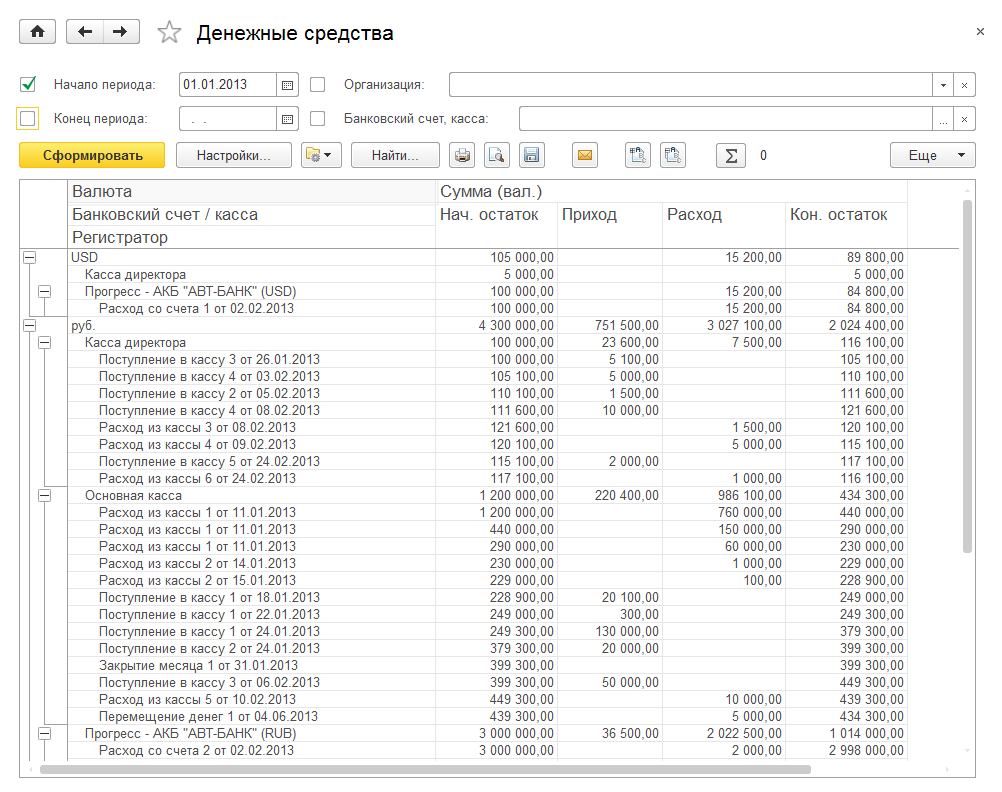 Денежные средства
Начало периода: 01.01.2013 Организация:
Конец периода: . . Банковский счет, касса: ...
Сформировать Настройки... Найти... Σ 0 Еще
Валюта Сумма (вал.)
Банковский счет / касса Нач. остаток Приход Расход Кон. остаток
Регистратор
USD 105 000,00 15 200,00 89 800,00
Касса директора 5 000,00 5 000,00
Прогресс - АКБ "АВТ-БАНК" (USD) 100 000,00 15 200,00 84 800,00
Расход со счета 1 от 02.02.2013 100 000,00 15 200,00 84 800,00
руб. 4 300 000,00 751 500,00 3 027 100,00 2 024 400,00
Касса директора 100 000,00 23 600,00 7 500,00 116 100,00
Поступление в кассу 3 от 26.01.2013 100 000,00 5 100,00 105 100,00
Поступление в кассу 4 от 03.02.2013 105 100,00 5 000,00 110 100,00
Поступление в кассу 2 от 05.02.2013 110 100,00 1 500,00 111 600,00
Поступление в кассу 4 от 08.02.2013 111 600,00 10 000,00 121 600,00
Расход из кассы 3 от 08.02.2013 121 600,00 1 500,00 120 100,00
Расход из кассы 4 от 09.02.2013 120 100,00 5 000,00 115 100,00
Поступление в кассу 5 от 24.02.2013 115 100,00 2 000,00 117 100,00
Расход из кассы 6 от 24.02.2013 117 100,00 1 000,00 116 100,00
Основная касса 1 200 000,00 220 400,00 986 100,00 434 300,00
Расход из кассы 1 от 11.01.2013 1 200 000,00 760 000,00 440 000,00
Расход из кассы 1 от 11.01.2013 440 000,00 150 000,00 290 000,00
Расход из кассы 1 от 11.01.2013 290 000,00 60 000,00 230 000,00
Расход из кассы 2 от 14.01.2013 230 000,00 1 000,00 229 000,00
Расход из кассы 2 от 15.01.2013 229 000,00 100,00 228 900,00
Поступление в кассу 1 от 18.01.2013 228 900,00 20 100,00 249 000,00
Поступление в кассу 1 от 22.01.2013 249 000,00 300,00 249 300,00
Поступление в кассу 1 от 24.01.2013 249 300,00 130 000,00 379 300,00
Поступление в кассу 2 от 24.01.2013 379 300,00 20 000,00 399 300,00
Закрытие месяца 1 от 31.01.2013 399 300,00 399 300,00
Поступление в кассу 3 от 06.02.2013 399 300,00 50 000,00 449 300,00
Расход из кассы 5 от 10.02.2013 449 300,00 10 000,00 439 300,00
Перемещение денег 1 от 04.06.2013 439 300,00 5 000,00 434 300,00
Прогресс - АКБ "АВТ-БАНК" (RUB) 3 000 000,00 36 500,00 2 022 500,00 1 014 000,00
Расход со счета 2 от 02.02.2013 3 000 000,00 2 000,00 2 998 000,00